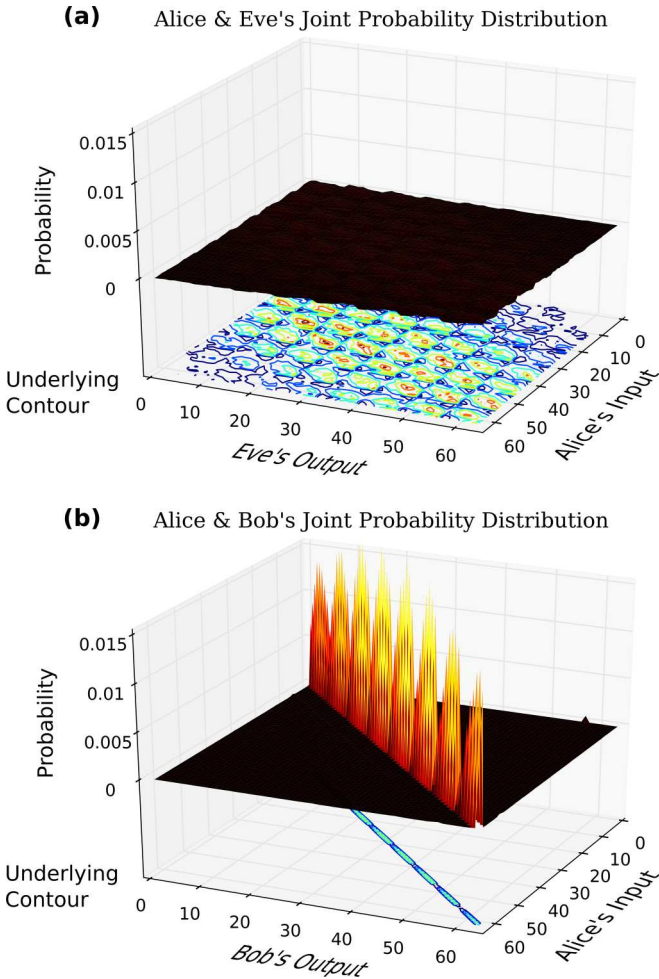 (a) Alice & Eve's Joint Probability Distribution
0.015
0.01
0.005
0
Probability
Underlying
Contour
0 10 20 30 40 50 60
Eve's Output
0 10 20 30 40 50 60
Alice's Input
(b) Alice & Bob's Joint Probability Distribution
0.015
0.01
0.005
0
Probability
Underlying
Contour
0 10 20 30 40 50 60
Bob's Output
0 10 20 30 40 50 60
Alice's Input